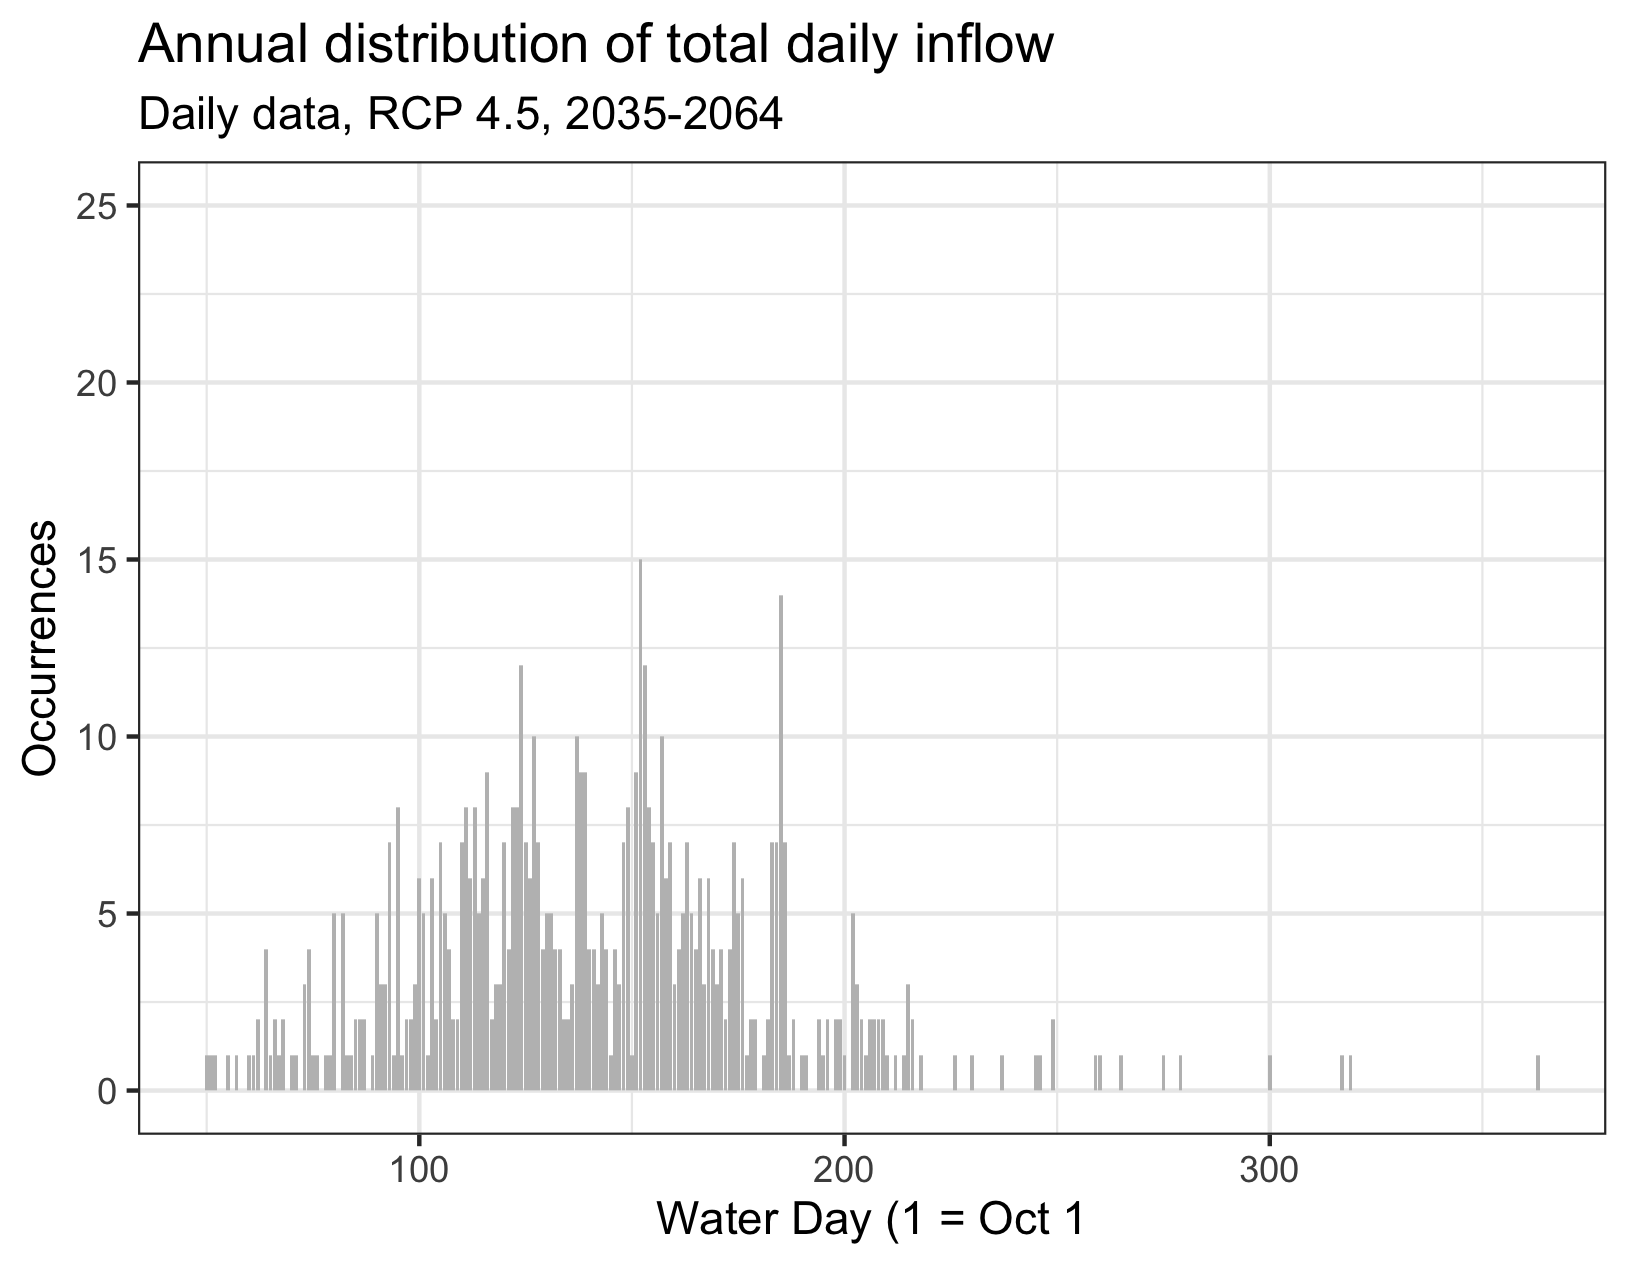 Annual distribution of total daily inflow
Daily data, RCP 4.5, 2035-2064
25
20
15
10
5
0
Occurrences
100 200 300
Water Day (1 = Oct 1